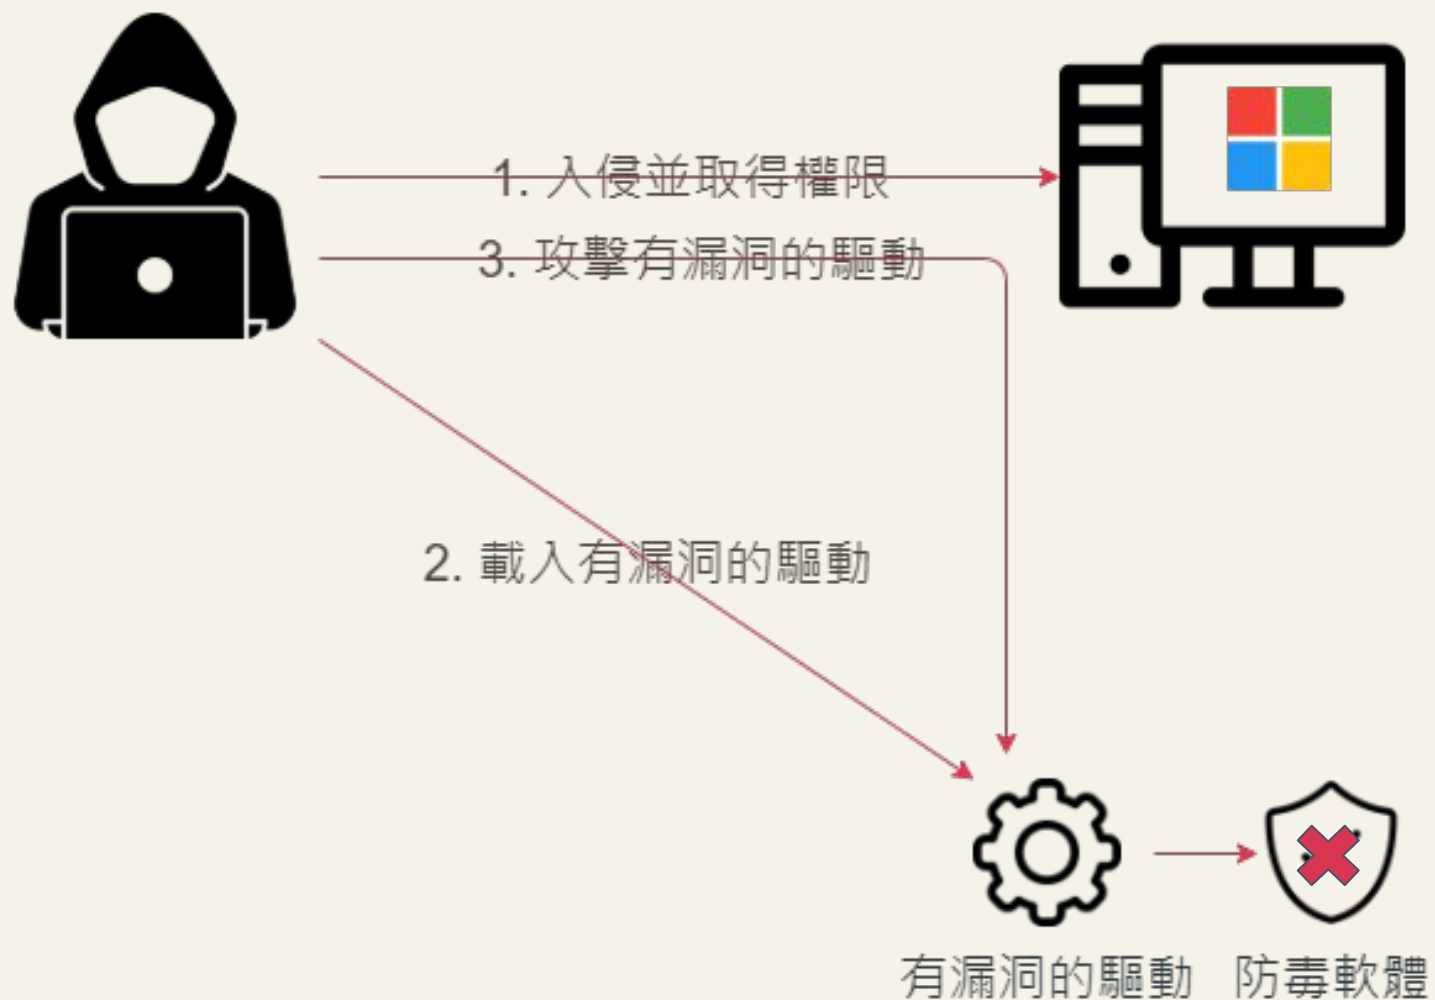 1. 入侵並取得權限
3. 攻擊有漏洞的驅動
2. 載入有漏洞的驅動
有漏洞的驅動
防毒軟體